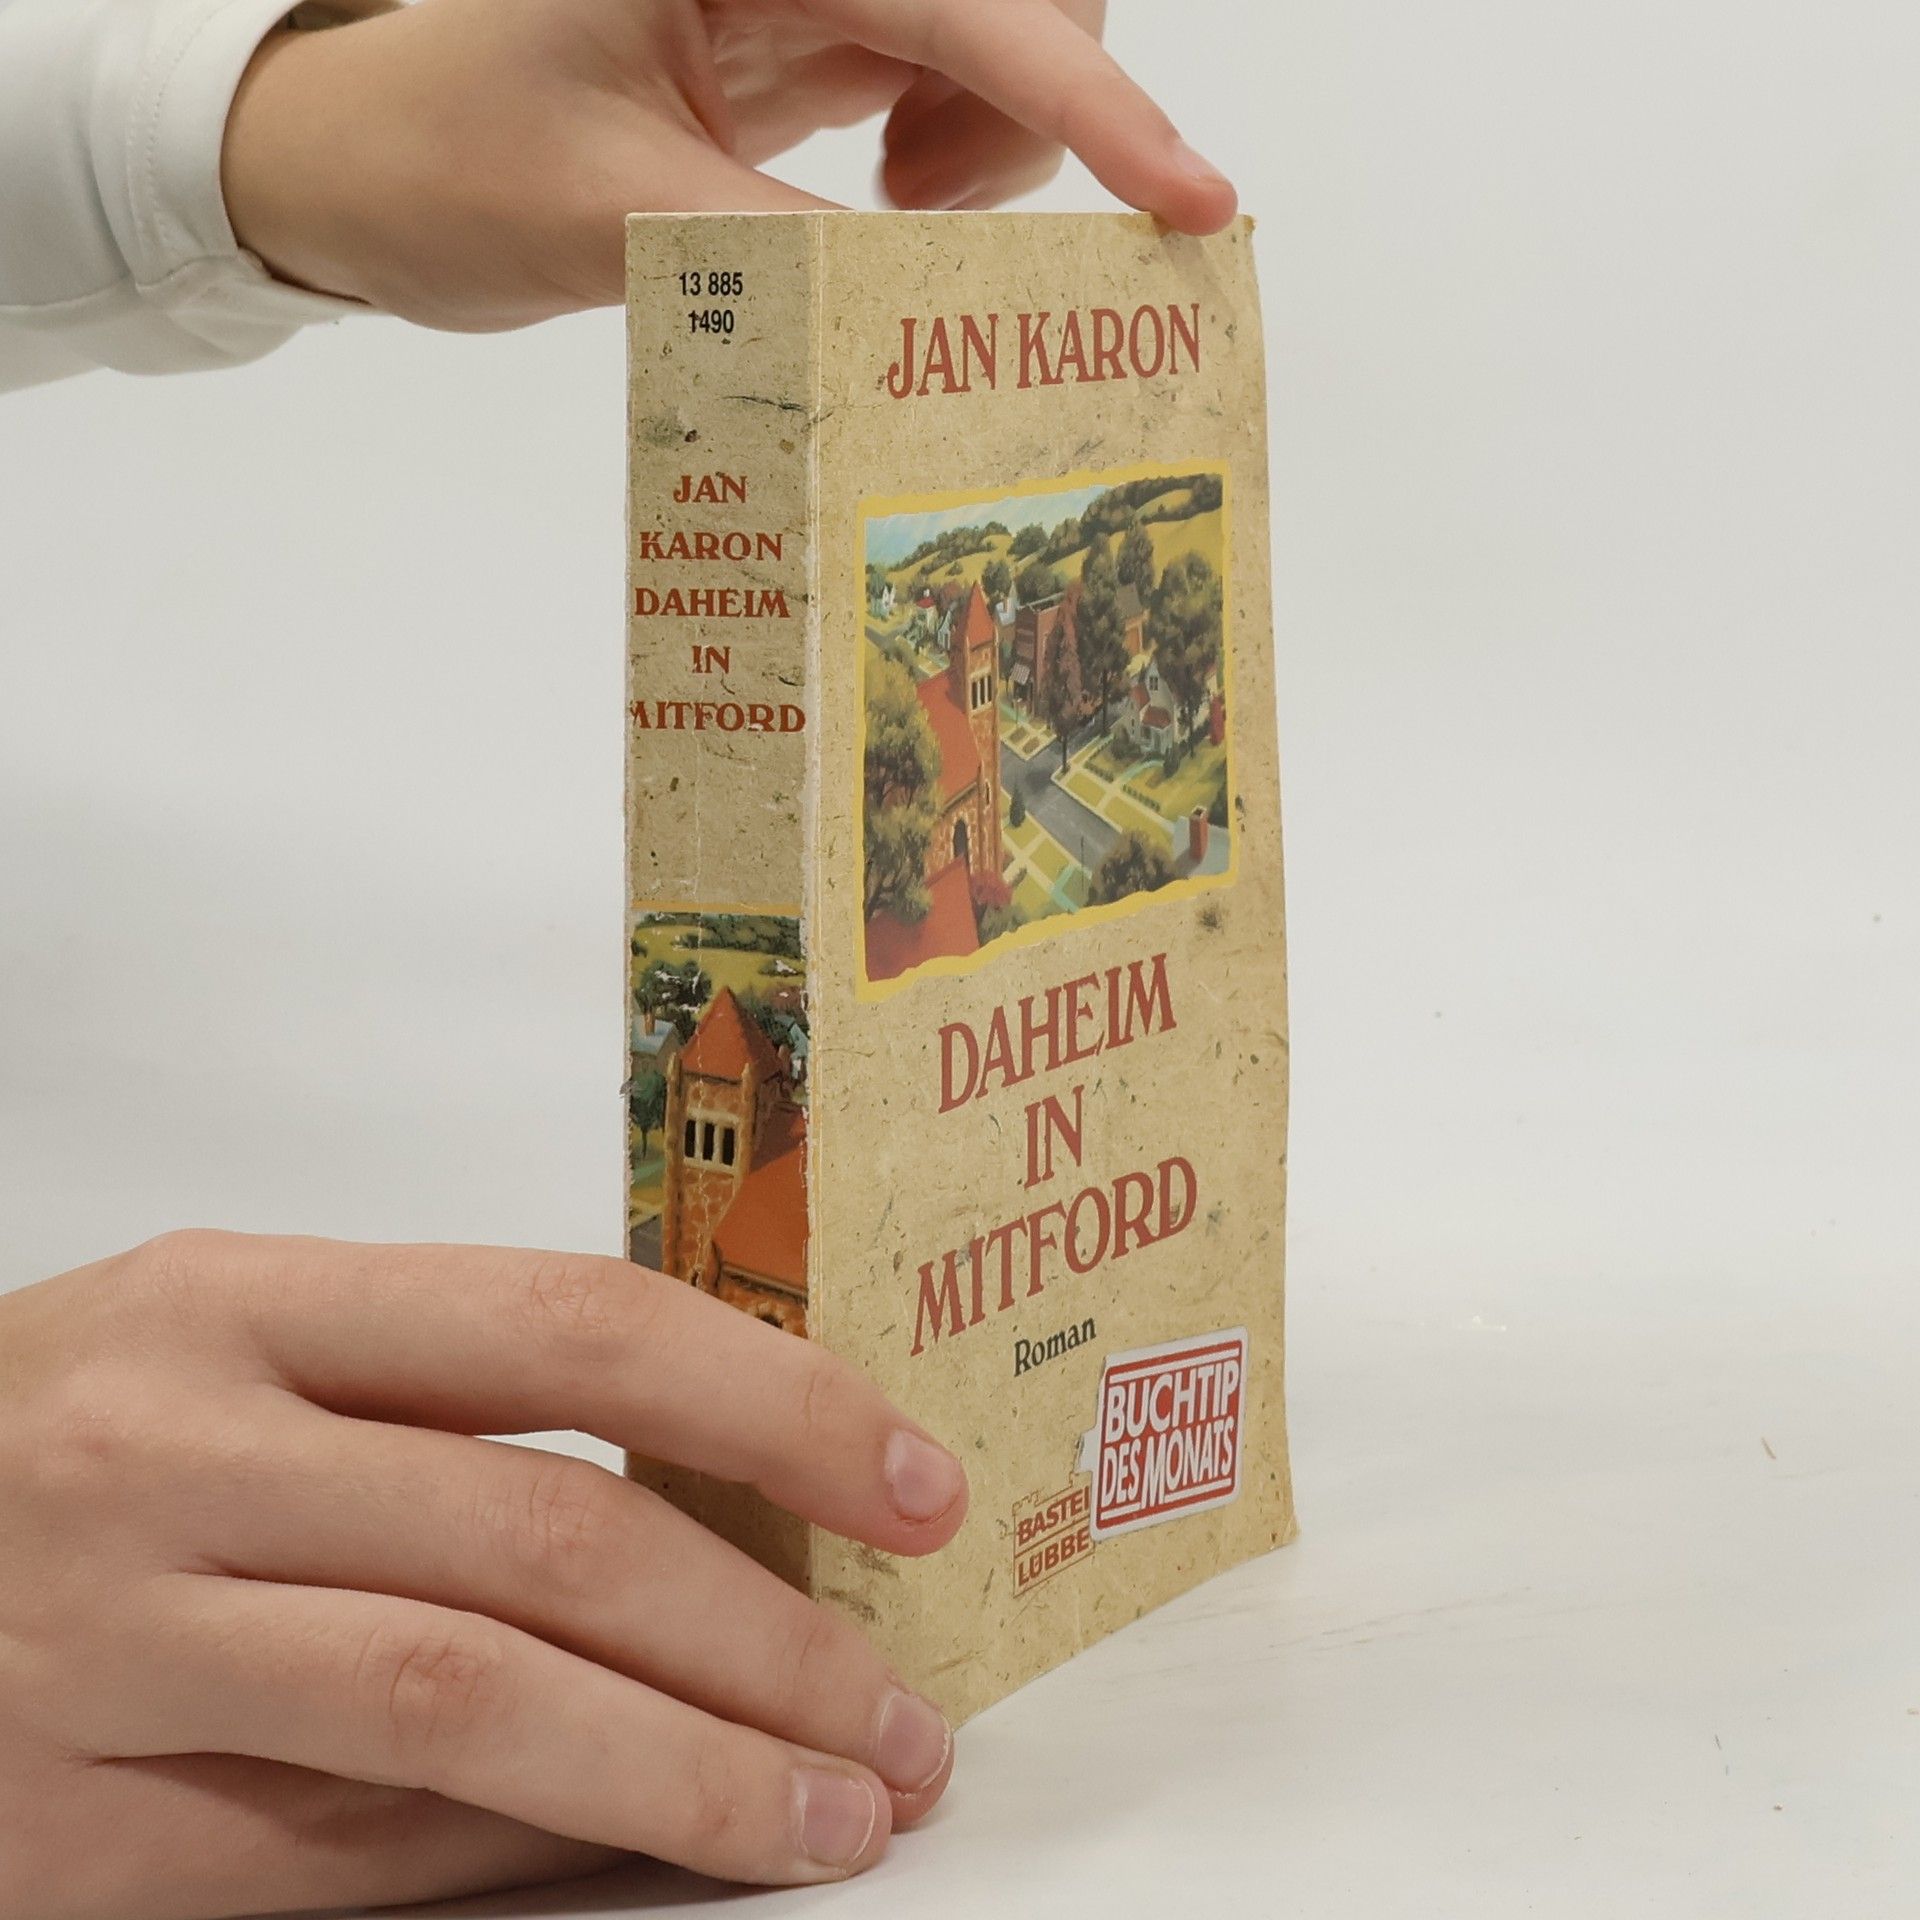 13 885
1490
JAN
KARON
DAHEIM
IN
MITFORD
JAN KARON
DAHEIM
IN
MITFORD
Roman
BUCHTIP
DES MONATS
BASTEI
LÜBBE